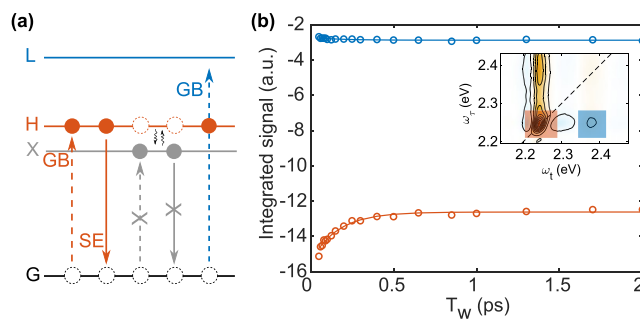 (a)
L
GB
H
X
GB
SE
G
(b)
Integrated signal (a.u.)
-2
-4
-6
-8
-10
-12
-14
-16
0
0.5
1
1.5
2
T_w (ps)
ω_τ (eV)
2.4
2.3
2.2
2.2
2.3
2.4
ω_t (eV)